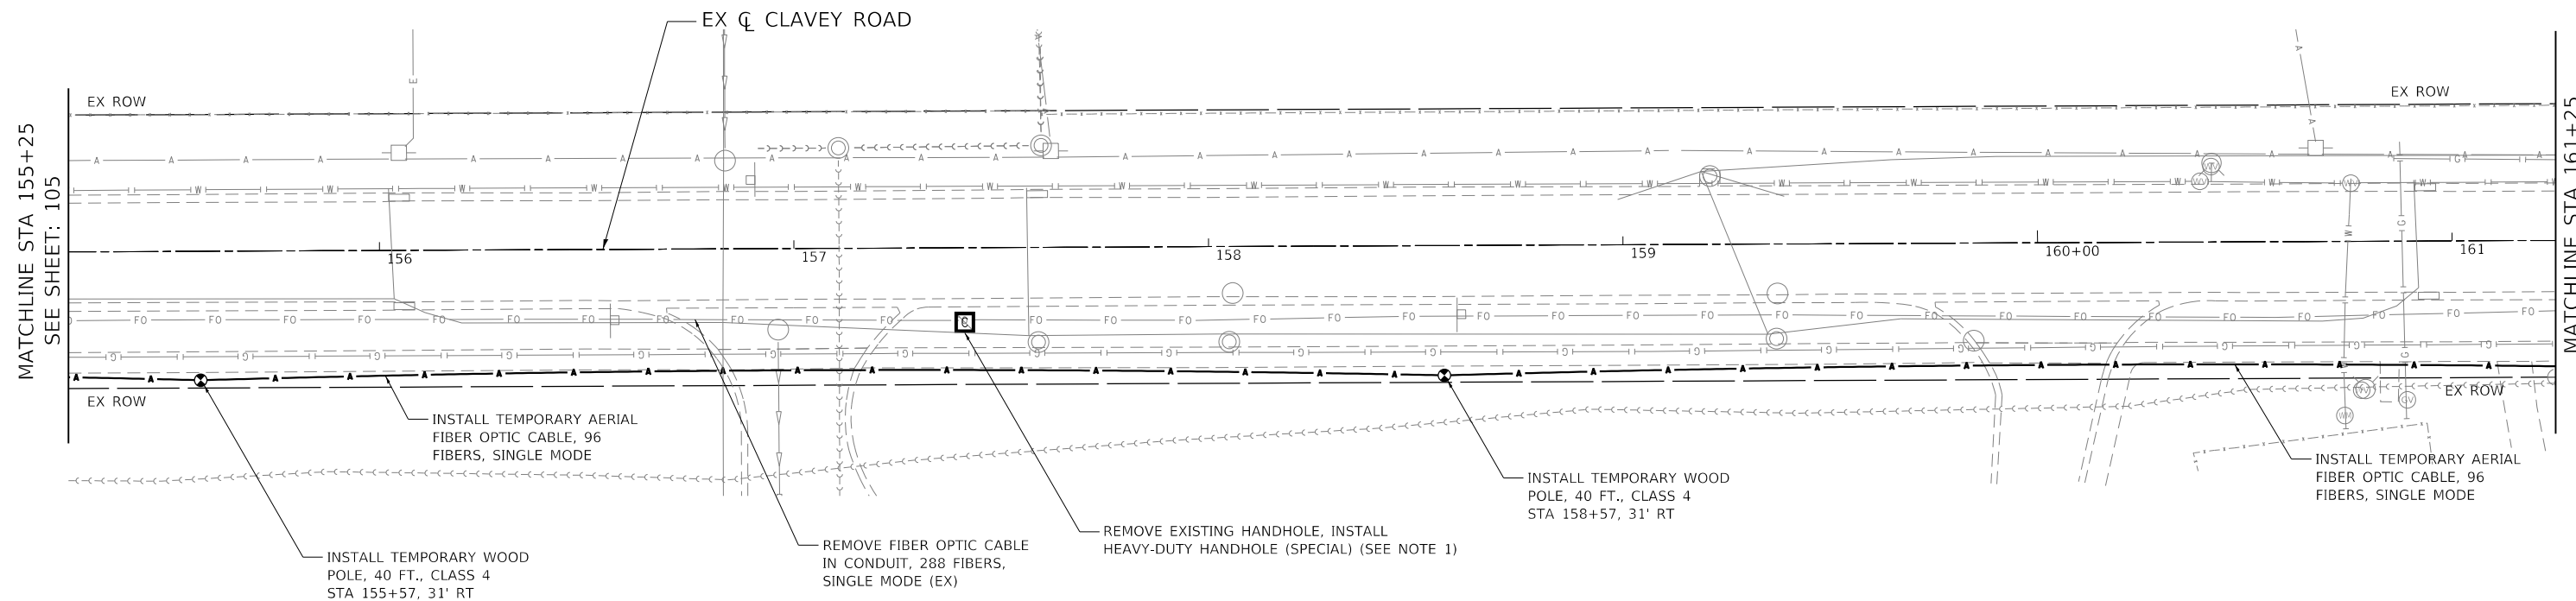 EX ℄ CLAVEY ROAD
MATCHLINE STA 155+25
SEE SHEET: 105
EX ROW
EX ROW
156
157
158
159
160+00
161
EX ROW
EX ROW
MATCHLINE STA 161+25
INSTALL TEMPORARY AERIAL
FIBER OPTIC CABLE, 96
FIBERS, SINGLE MODE
INSTALL TEMPORARY WOOD
POLE, 40 FT., CLASS 4
STA 155+57, 31' RT
REMOVE FIBER OPTIC CABLE
IN CONDUIT, 288 FIBERS,
SINGLE MODE (EX)
REMOVE EXISTING HANDHOLE, INSTALL
HEAVY-DUTY HANDHOLE (SPECIAL) (SEE NOTE 1)
INSTALL TEMPORARY WOOD
POLE, 40 FT., CLASS 4
STA 158+57, 31' RT
INSTALL TEMPORARY AERIAL
FIBER OPTIC CABLE, 96
FIBERS, SINGLE MODE